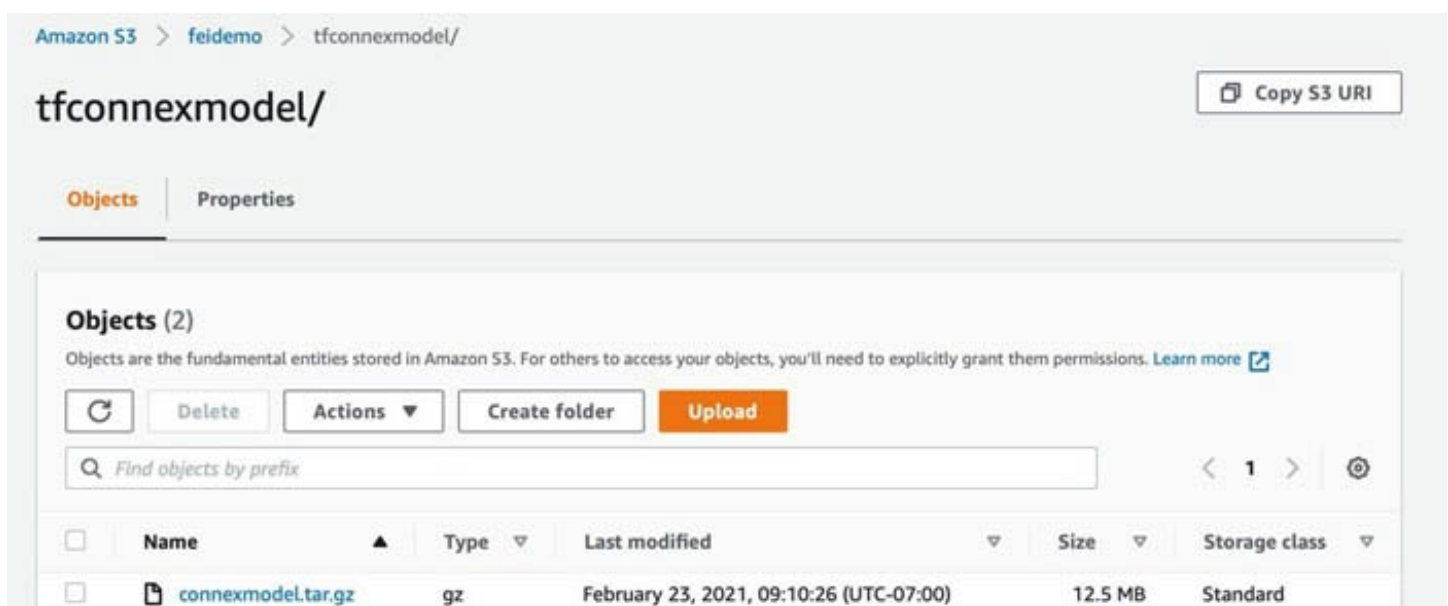 Amazon S3 > feidemo > tfconnexmodel/
tfconnexmodel/
Copy S3 URI
Objects
Properties
Objects (2)
Objects are the fundamental entities stored in Amazon S3. For others to access your objects, you'll need to explicitly grant them permissions. Learn more
Delete Actions Create folder Upload
Find objects by prefix
< 1 >
Name Type Last modified Size Storage class
connexmodel.tar.gz gz February 23, 2021, 09:10:26 (UTC-07:00) 12.5 MB Standard